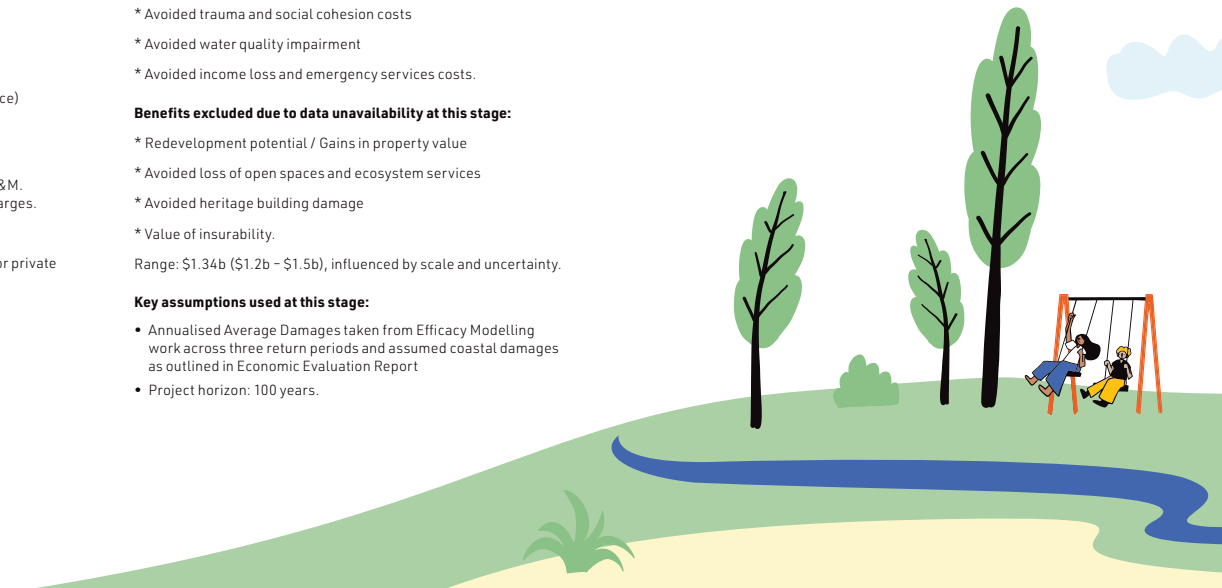 ce)
&M.
arges.
or private
* Avoided trauma and social cohesion costs
* Avoided water quality impairment
* Avoided income loss and emergency services costs.
Benefits excluded due to data unavailability at this stage:
* Redevelopment potential / Gains in property value
* Avoided loss of open spaces and ecosystem services
* Avoided heritage building damage
* Value of insurability.
Range: $1.34b ($1.2b – $1.5b), influenced by scale and uncertainty.
Key assumptions used at this stage:
• Annualised Average Damages taken from Efficacy Modelling
work across three return periods and assumed coastal damages
as outlined in Economic Evaluation Report
• Project horizon: 100 years.